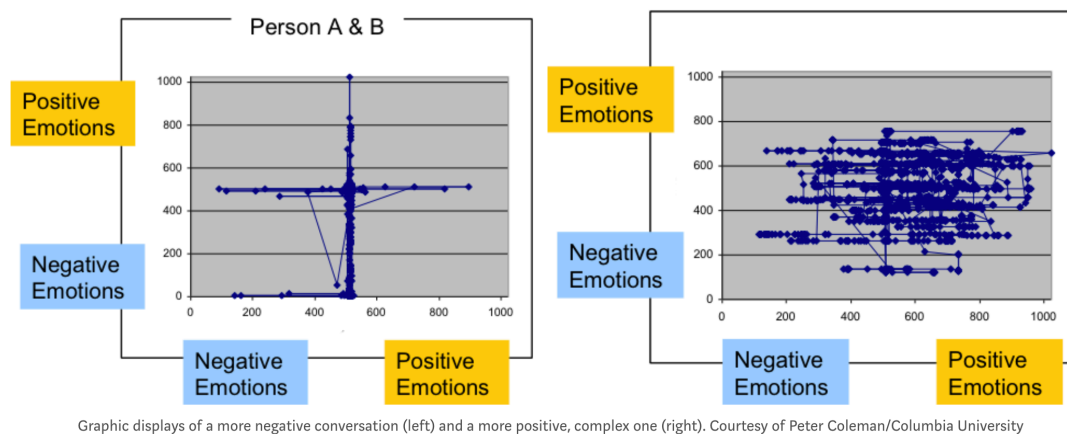 Person A & B
Positive
Emotions
Negative
Emotions
1000
800
600
400
200
0
0 200 400 600 800 1000
Negative
Emotions
Positive
Emotions
Positive
Emotions
Negative
Emotions
1000
800
600
400
200
0
0 200 400 600 800 1000
Negative
Emotions
Positive
Emotions
Graphic displays of a more negative conversation (left) and a more positive, complex one (right). Courtesy of Peter Coleman/Columbia University